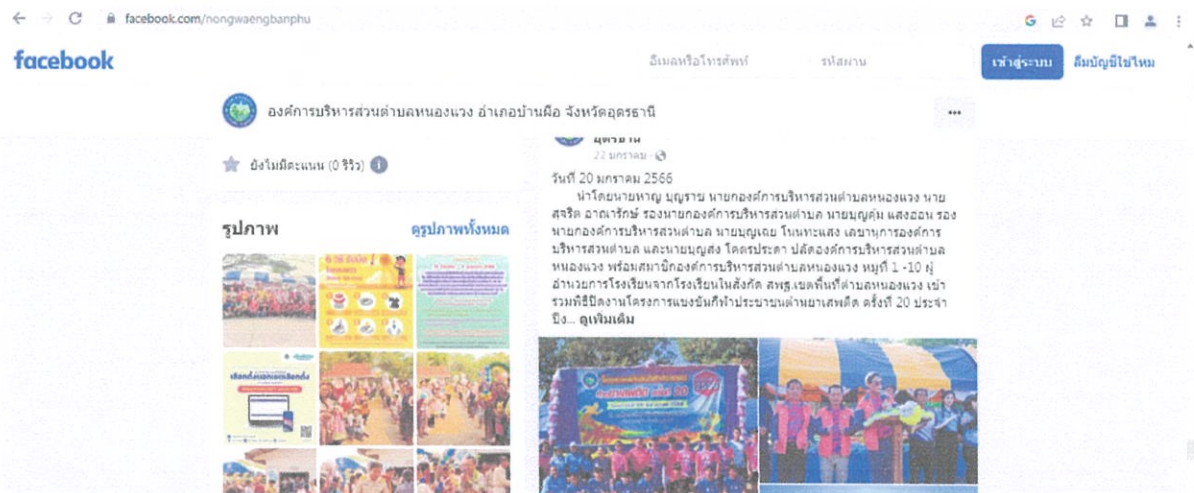 facebook.com/nongwaengbanphu
facebook
อีเมลหรือโทรศัพท์
รหัสผ่าน
เข้าสู่ระบบ
ลืมบัญชีใช่ไหม
องค์การบริหารส่วนตำบลหนองแวง อำเภอบ้านผือ จังหวัดอุดรธานี
ยังไม่มีคะแนน (0 รีวิว)
รูปภาพ
ดูรูปภาพทั้งหมด
อุดรธานี
22 มกราคม
วันที่ 20 มกราคม 2566
นำโดยนายหาญ บุญราช นายกองค์การบริหารส่วนตำบลหนองแวง นาย
สุจริต อาณารักษ์ รองนายกองค์การบริหารส่วนตำบล นายบุญคุ้ม แสงฮอน รอง
นายกองค์การบริหารส่วนตำบล นายบุญเฉย โนนทะแสง เลขานุการองค์การ
บริหารส่วนตำบล และนายบุญส่ง โคตรประดา ปลัดองค์การบริหารส่วนตำบล
หนองแวง พร้อมสมาชิกองค์การบริหารส่วนตำบลหนองแวง หมู่ที่ 1 -10 ผู้
อำนวยการโรงเรียนจากโรงเรียนในสังกัด สพฐ.เขตพื้นที่ตำบลหนองแวง เข้า
ร่วมพิธีปิดงานโครงการแข่งขันกีฬาประชาชนต้านยาเสพติด ครั้งที่ 20 ประจำ
ปีง... ดูเพิ่มเติม